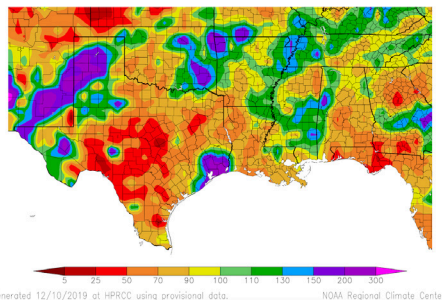 5 25 50 70 90 100 110 130 150 200 300
nerated 12/10/2019 at HPRCC using provisional data.
NOAA Regional Climate Cente